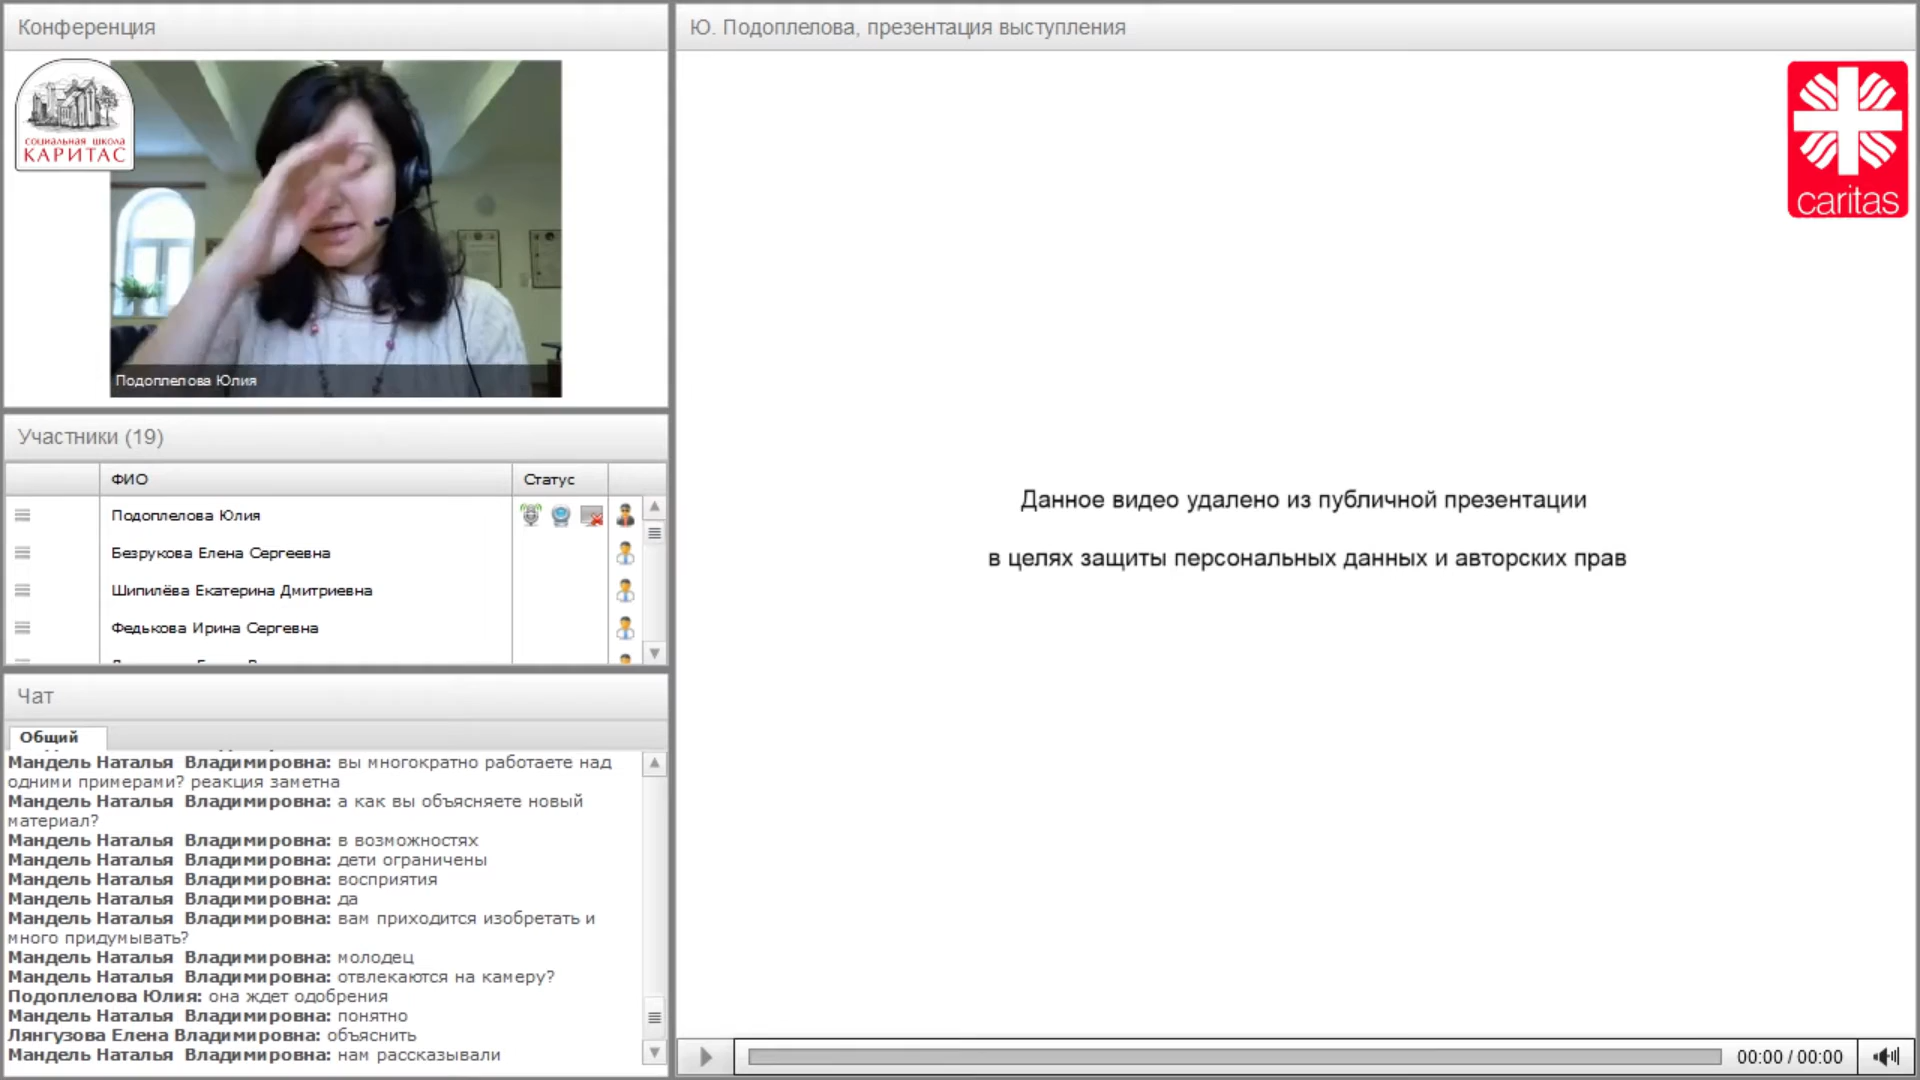 Конференция
социальная школа
КАРИТАС
Подоплелова Юлия
Участники (19)
ФИО
Статус
Подоплелова Юлия
Безрукова Елена Сергеевна
Шипилёва Екатерина Дмитриевна
Федькова Ирина Сергевна
Чат
Общий
Мандель Наталья Владимировна: вы многократно работаете над
одними примерами? реакция заметна
Мандель Наталья Владимировна: а как вы объясняете новый
материал?
Мандель Наталья Владимировна: в возможностях
Мандель Наталья Владимировна: дети ограничены
Мандель Наталья Владимировна: восприятия
Мандель Наталья Владимировна: да
Мандель Наталья Владимировна: вам приходится изобретать и
много придумывать?
Мандель Наталья Владимировна: молодец
Мандель Наталья Владимировна: отвлекаются на камеру?
Подоплелова Юлия: она ждет одобрения
Мандель Наталья Владимировна: понятно
Лянгузова Елена Владимировна: объяснить
Мандель Наталья Владимировна: нам рассказывали
Ю. Подоплелова, презентация выступления
caritas
Данное видео удалено из публичной презентации
в целях защиты персональных данных и авторских прав
00:00 / 00:00